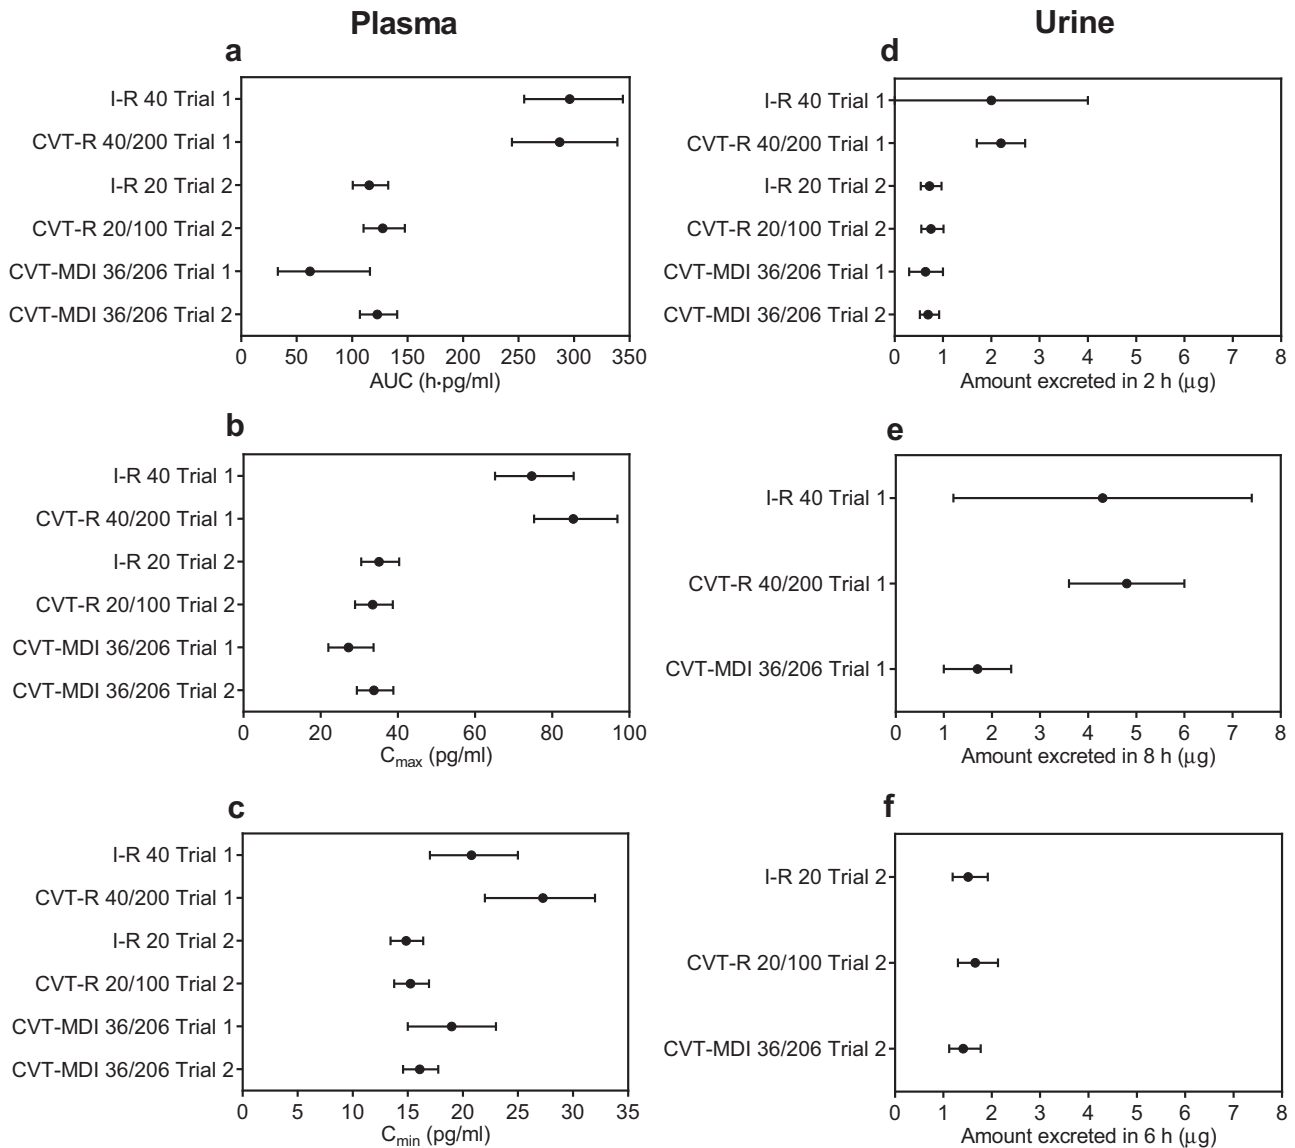 Plasma
Urine
a
I-R 40 Trial 1
CVT-R 40/200 Trial 1
I-R 20 Trial 2
CVT-R 20/100 Trial 2
CVT-MDI 36/206 Trial 1
CVT-MDI 36/206 Trial 2
0 50 100 150 200 250 300 350
AUC (h·pg/ml)
b
I-R 40 Trial 1
CVT-R 40/200 Trial 1
I-R 20 Trial 2
CVT-R 20/100 Trial 2
CVT-MDI 36/206 Trial 1
CVT-MDI 36/206 Trial 2
0 20 40 60 80 100
Cmax (pg/ml)
c
I-R 40 Trial 1
CVT-R 40/200 Trial 1
I-R 20 Trial 2
CVT-R 20/100 Trial 2
CVT-MDI 36/206 Trial 1
CVT-MDI 36/206 Trial 2
0 5 10 15 20 25 30 35
Cmin (pg/ml)
d
I-R 40 Trial 1
CVT-R 40/200 Trial 1
I-R 20 Trial 2
CVT-R 20/100 Trial 2
CVT-MDI 36/206 Trial 1
CVT-MDI 36/206 Trial 2
0 1 2 3 4 5 6 7 8
Amount excreted in 2 h (μg)
e
I-R 40 Trial 1
CVT-R 40/200 Trial 1
CVT-MDI 36/206 Trial 1
0 1 2 3 4 5 6 7 8
Amount excreted in 8 h (μg)
f
I-R 20 Trial 2
CVT-R 20/100 Trial 2
CVT-MDI 36/206 Trial 2
0 1 2 3 4 5 6 7 8
Amount excreted in 6 h (μg)